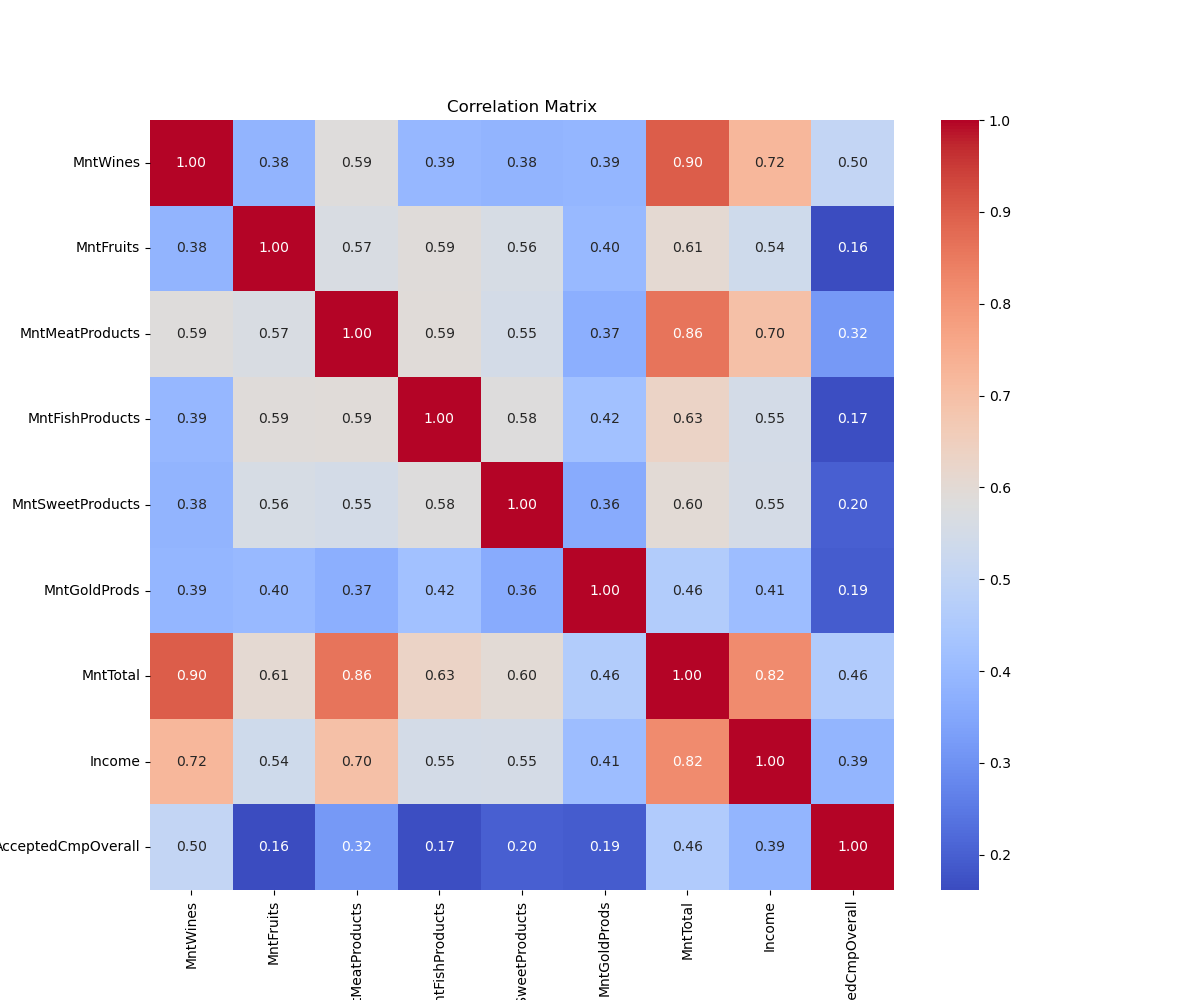 Correlation Matrix
MntWines 1.00 0.38 0.59 0.39 0.38 0.39 0.90 0.72 0.50
MntFruits 0.38 1.00 0.57 0.59 0.56 0.40 0.61 0.54 0.16
MntMeatProducts 0.59 0.57 1.00 0.59 0.55 0.37 0.86 0.70 0.32
MntFishProducts 0.39 0.59 0.59 1.00 0.58 0.42 0.63 0.55 0.17
MntSweetProducts 0.38 0.56 0.55 0.58 1.00 0.36 0.60 0.55 0.20
MntGoldProds 0.39 0.40 0.37 0.42 0.36 1.00 0.46 0.41 0.19
MntTotal 0.90 0.61 0.86 0.63 0.60 0.46 1.00 0.82 0.46
Income 0.72 0.54 0.70 0.55 0.55 0.41 0.82 1.00 0.39
cceptedCmpOverall 0.50 0.16 0.32 0.17 0.20 0.19 0.46 0.39 1.00
MntWines
MntFruits
tMeatProducts
ntFishProducts
SweetProducts
MntGoldProds
MntTotal
Income
edCmpOverall
1.0
0.9
0.8
0.7
0.6
0.5
0.4
0.3
0.2